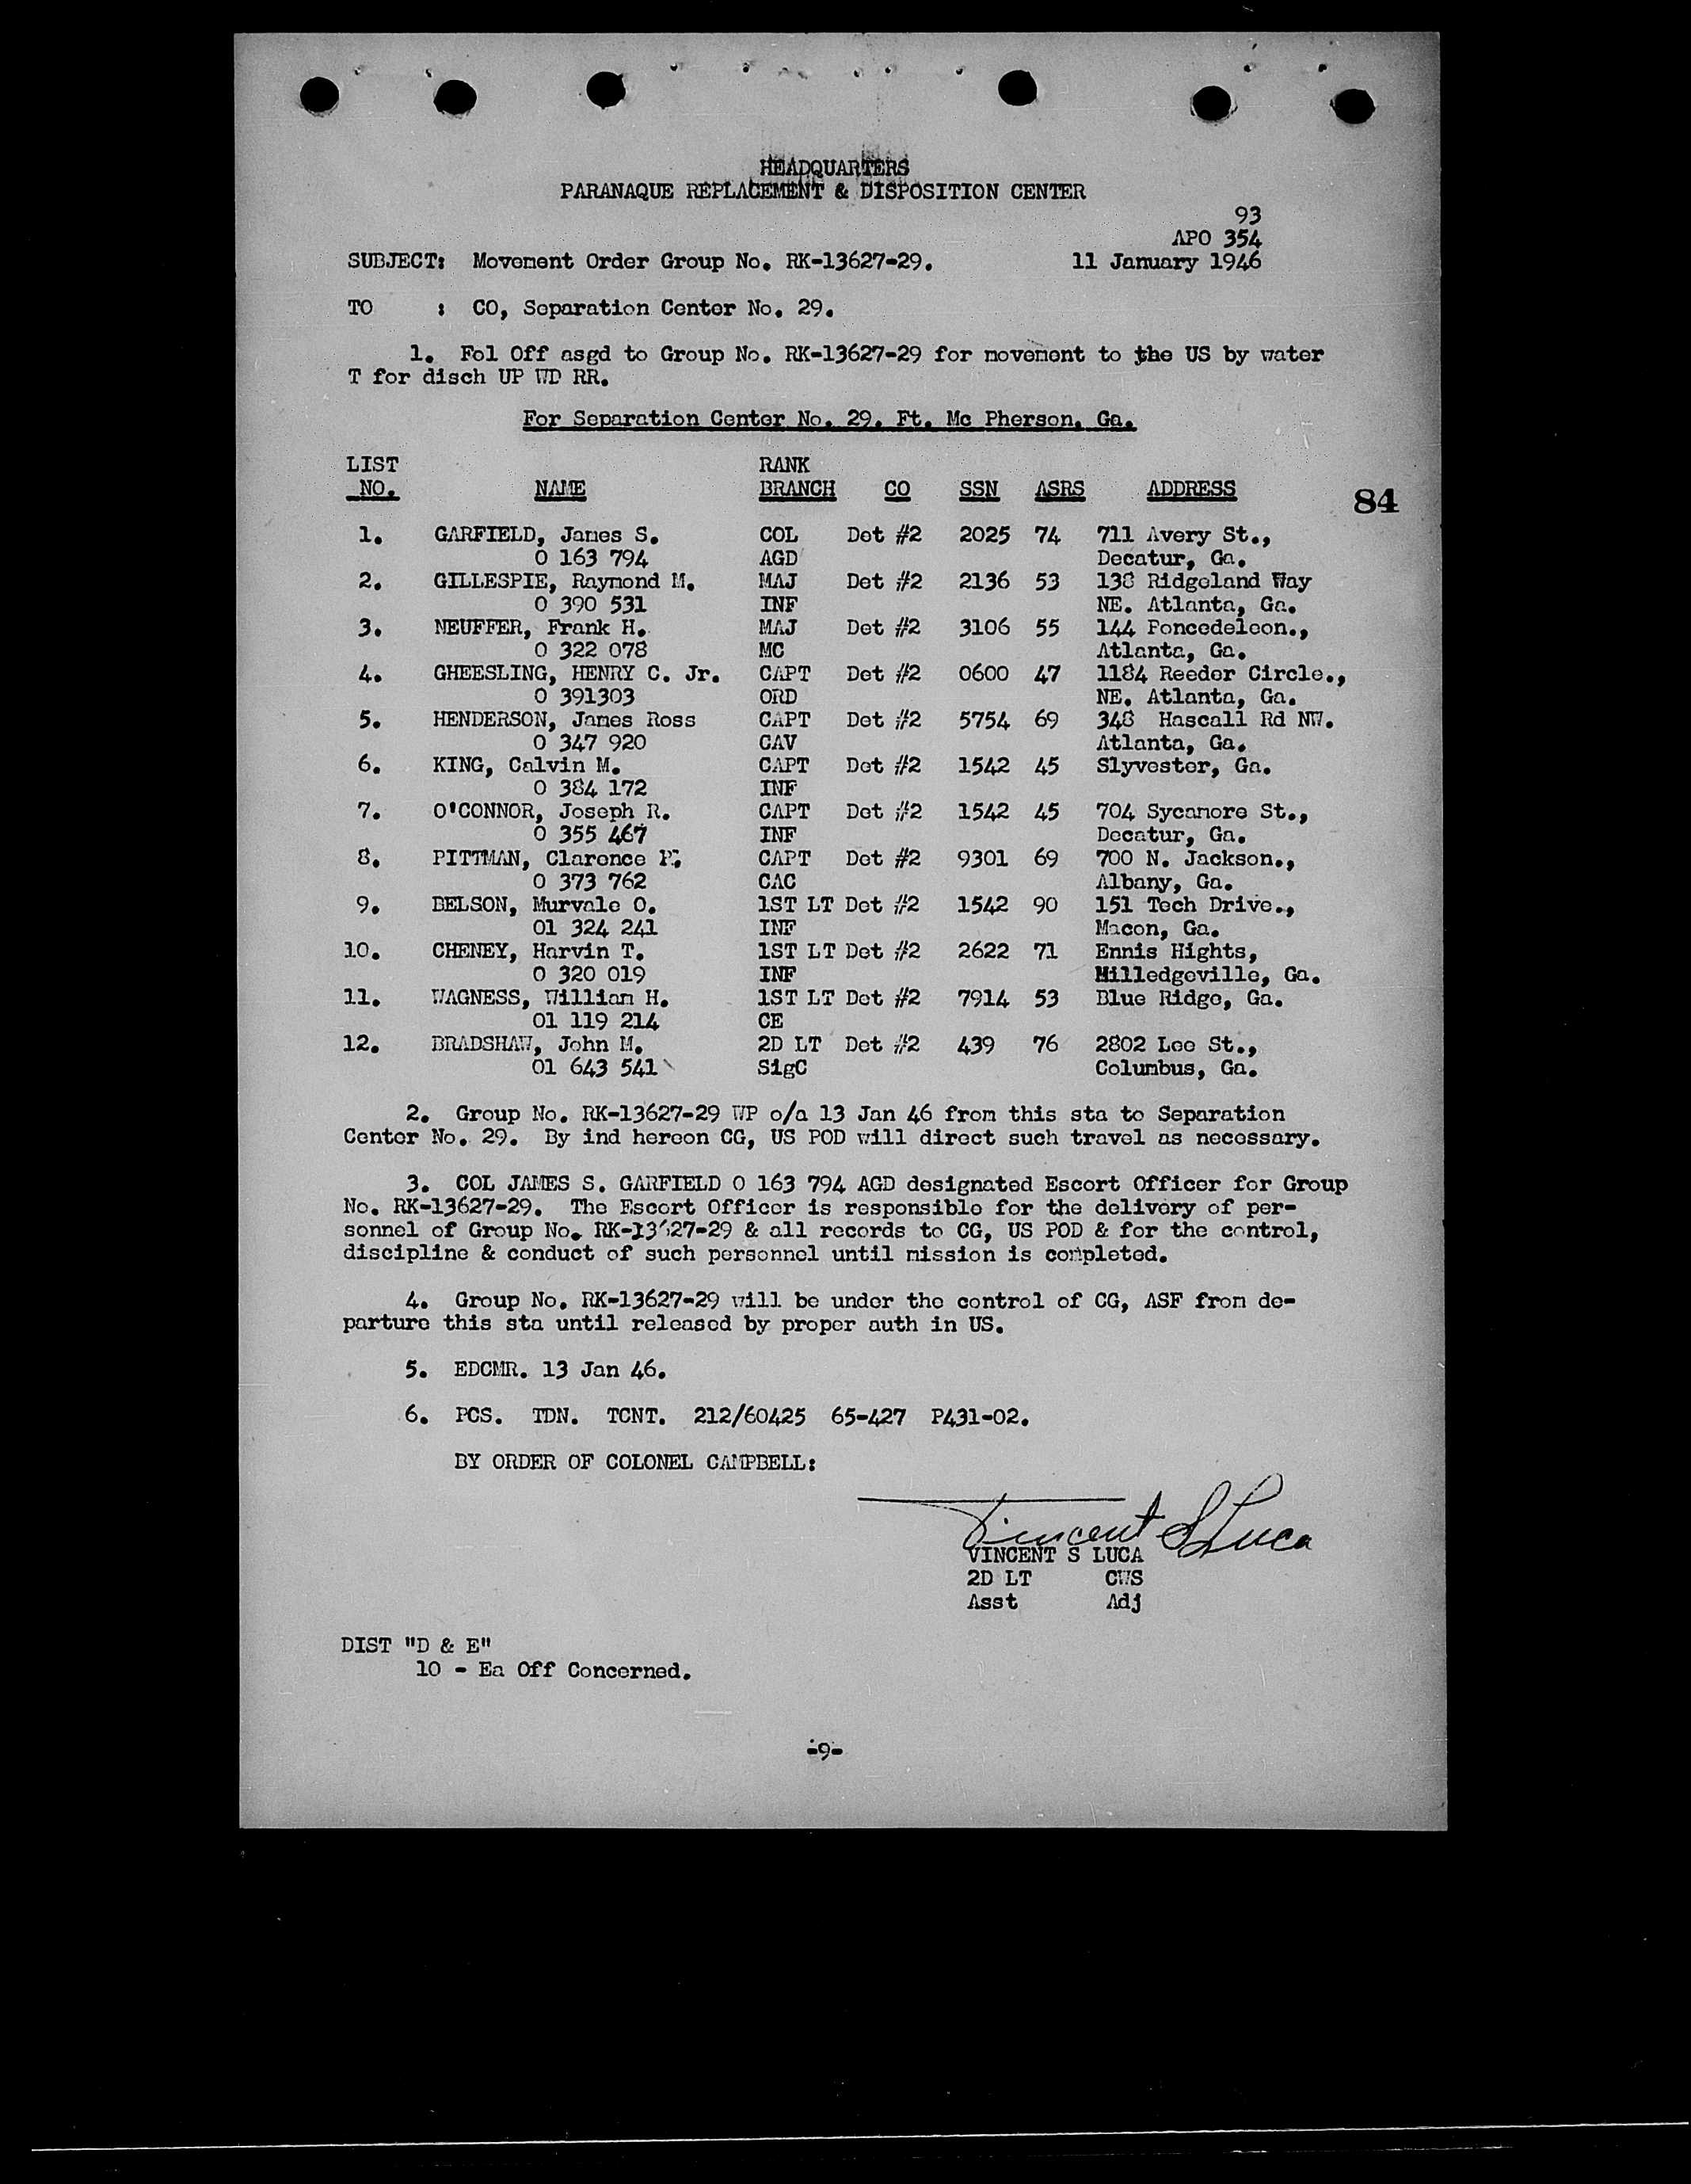 HEADQUARTERS
PARANAQUE REPLACEMENT & DISPOSITION CENTER
93
APO 354
SUBJECT: Movement Order Group No. RK-13627-29. 11 January 1946
TO : CO, Separation Center No. 29.
1. Fol Off asgd to Group No. RK-13627-29 for movement to the US by water
T for disch UP WD RR.
For Separation Center No. 29, Ft. Mc Pherson, Ga.
LIST RANK
NO. NAME BRANCH CO SSN ASRS ADDRESS
84
1. GARFIELD, James S. COL Det #2 2025 74 711 Avery St.,
O 163 794 AGD Decatur, Ga.
2. GILLESPIE, Raymond M. MAJ Det #2 2136 53 138 Ridgeland Way
O 390 531 INF NE. Atlanta, Ga.
3. NEUFFER, Frank H. MAJ Det #2 3106 55 144 Poncedeleon.,
O 322 078 MC Atlanta, Ga.
4. GHEESLING, HENRY C. Jr. CAPT Det #2 0600 47 1184 Reeder Circle.,
O 391303 ORD NE. Atlanta, Ga.
5. HENDERSON, James Ross CAPT Det #2 5754 69 348 Hascall Rd NW.
O 347 920 CAV Atlanta, Ga.
6. KING, Calvin M. CAPT Det #2 1542 45 Slyvester, Ga.
O 384 172 INF
7. O'CONNOR, Joseph R. CAPT Det #2 1542 45 704 Sycamore St.,
O 355 467 INF Decatur, Ga.
8. PITTMAN, Clarence CAPT Det #2 9301 69 700 N. Jackson.,
O 373 762 CAC Albany, Ga.
9. BELSON, Murvale O. 1ST LT Det #2 1542 90 151 Tech Drive.,
O1 324 241 INF Macon, Ga.
10. CHENEY, Harvin T. 1ST LT Det #2 2622 71 Ennis Hights,
O 320 019 INF Milledgeville, Ga.
11. WAGNESS, William H. 1ST LT Det #2 7914 53 Blue Ridge, Ga.
O1 119 214 CE
12. BRADSHAW, John M. 2D LT Det #2 439 76 2802 Lee St.,
O1 643 541 SigC Columbus, Ga.
2. Group No. RK-13627-29 WP o/a 13 Jan 46 from this sta to Separation
Center No. 29. By ind hereon CG, US POD will direct such travel as necessary.
3. COL JAMES S. GARFIELD O 163 794 AGD designated Escort Officer for Group
No. RK-13627-29. The Escort Officer is responsible for the delivery of per-
sonnel of Group No. RK-13627-29 & all records to CG, US POD & for the control,
discipline & conduct of such personnel until mission is completed.
4. Group No. RK-13627-29 will be under the control of CG, ASF from de-
parture this sta until released by proper auth in US.
5. EDCMR. 13 Jan 46.
6. PCS. TDN. TCNT. 212/60425 65-427 P431-02.
BY ORDER OF COLONEL CAMPBELL:
Vincent S Luca
VINCENT S LUCA
2D LT CWS
Asst Adj
DIST "D & E"
10 - Ea Off Concerned.
-9-